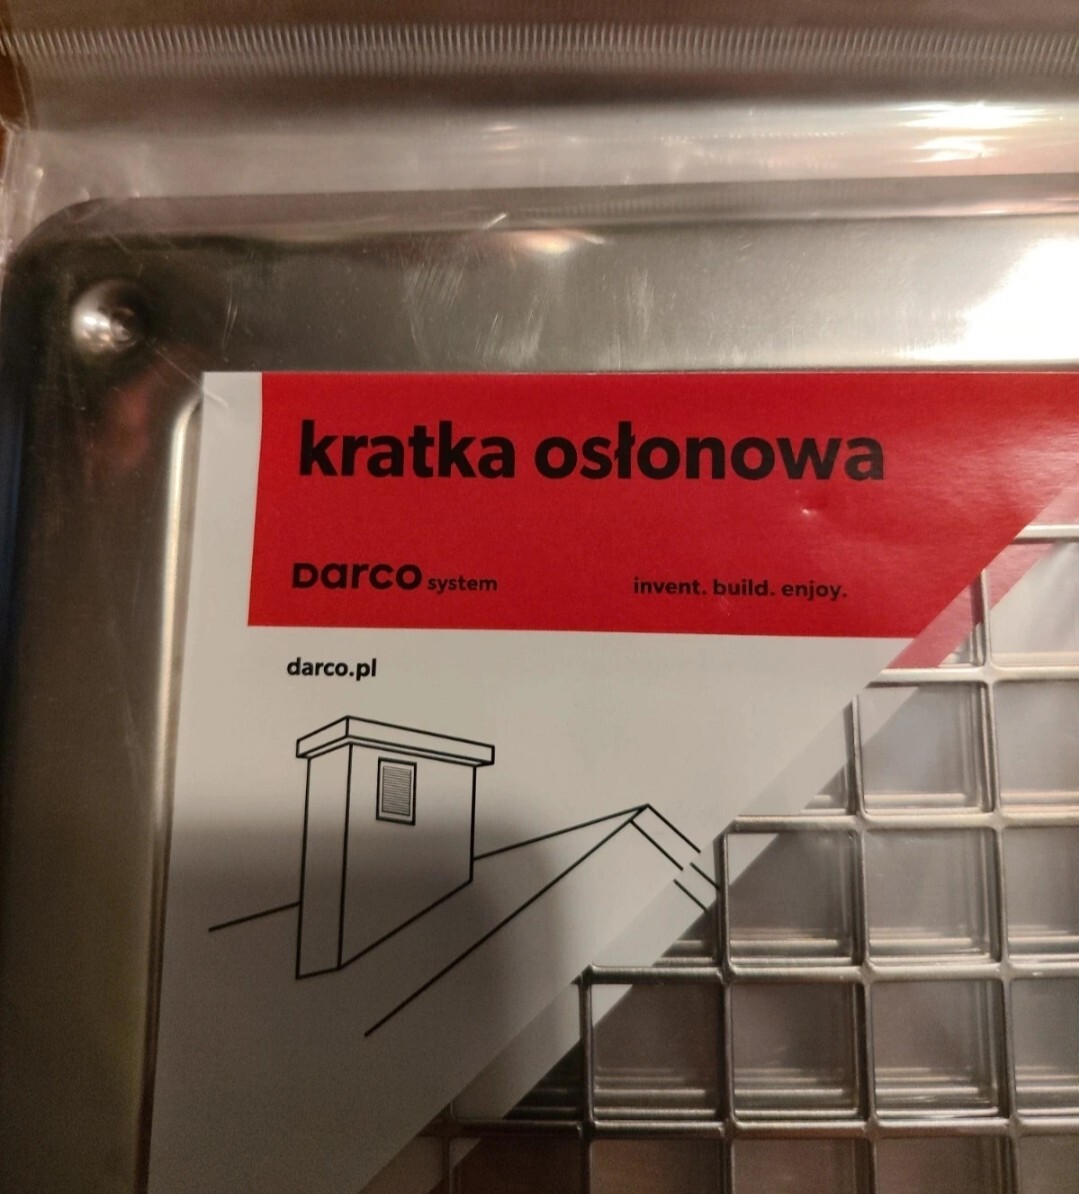 kratka osłonowa
Darco system
invent. build. enjoy.
darco.pl